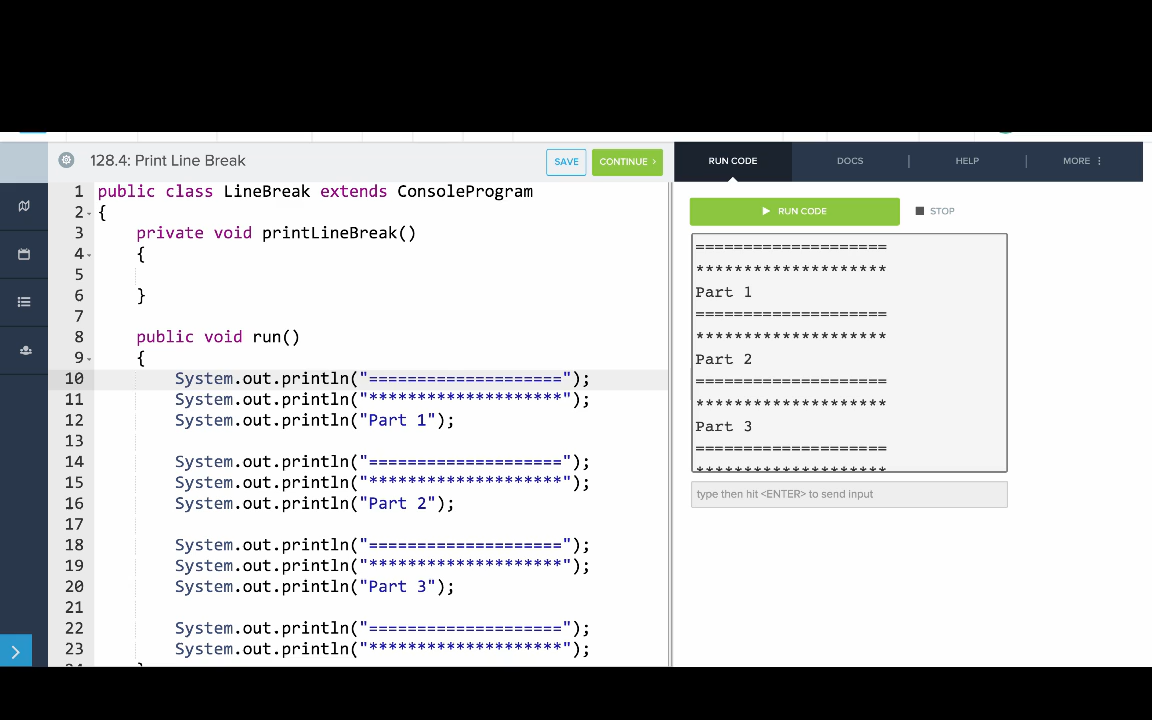 128.4: Print Line Break
SAVE
CONTINUE >
RUN CODE
DOCS
HELP
MORE
1 public class LineBreak extends ConsoleProgram
2 {
3 private void printLineBreak()
4 {
5
6 }
7
8 public void run()
9 {
10 System.out.println("====================");
11 System.out.println("********************");
12 System.out.println("Part 1");
13
14 System.out.println("====================");
15 System.out.println("********************");
16 System.out.println("Part 2");
17
18 System.out.println("====================");
19 System.out.println("********************");
20 System.out.println("Part 3");
21
22 System.out.println("====================");
23 System.out.println("********************");
RUN CODE
STOP
====================
********************
Part 1
====================
********************
Part 2
====================
********************
Part 3
====================
********************
type then hit <ENTER> to send input